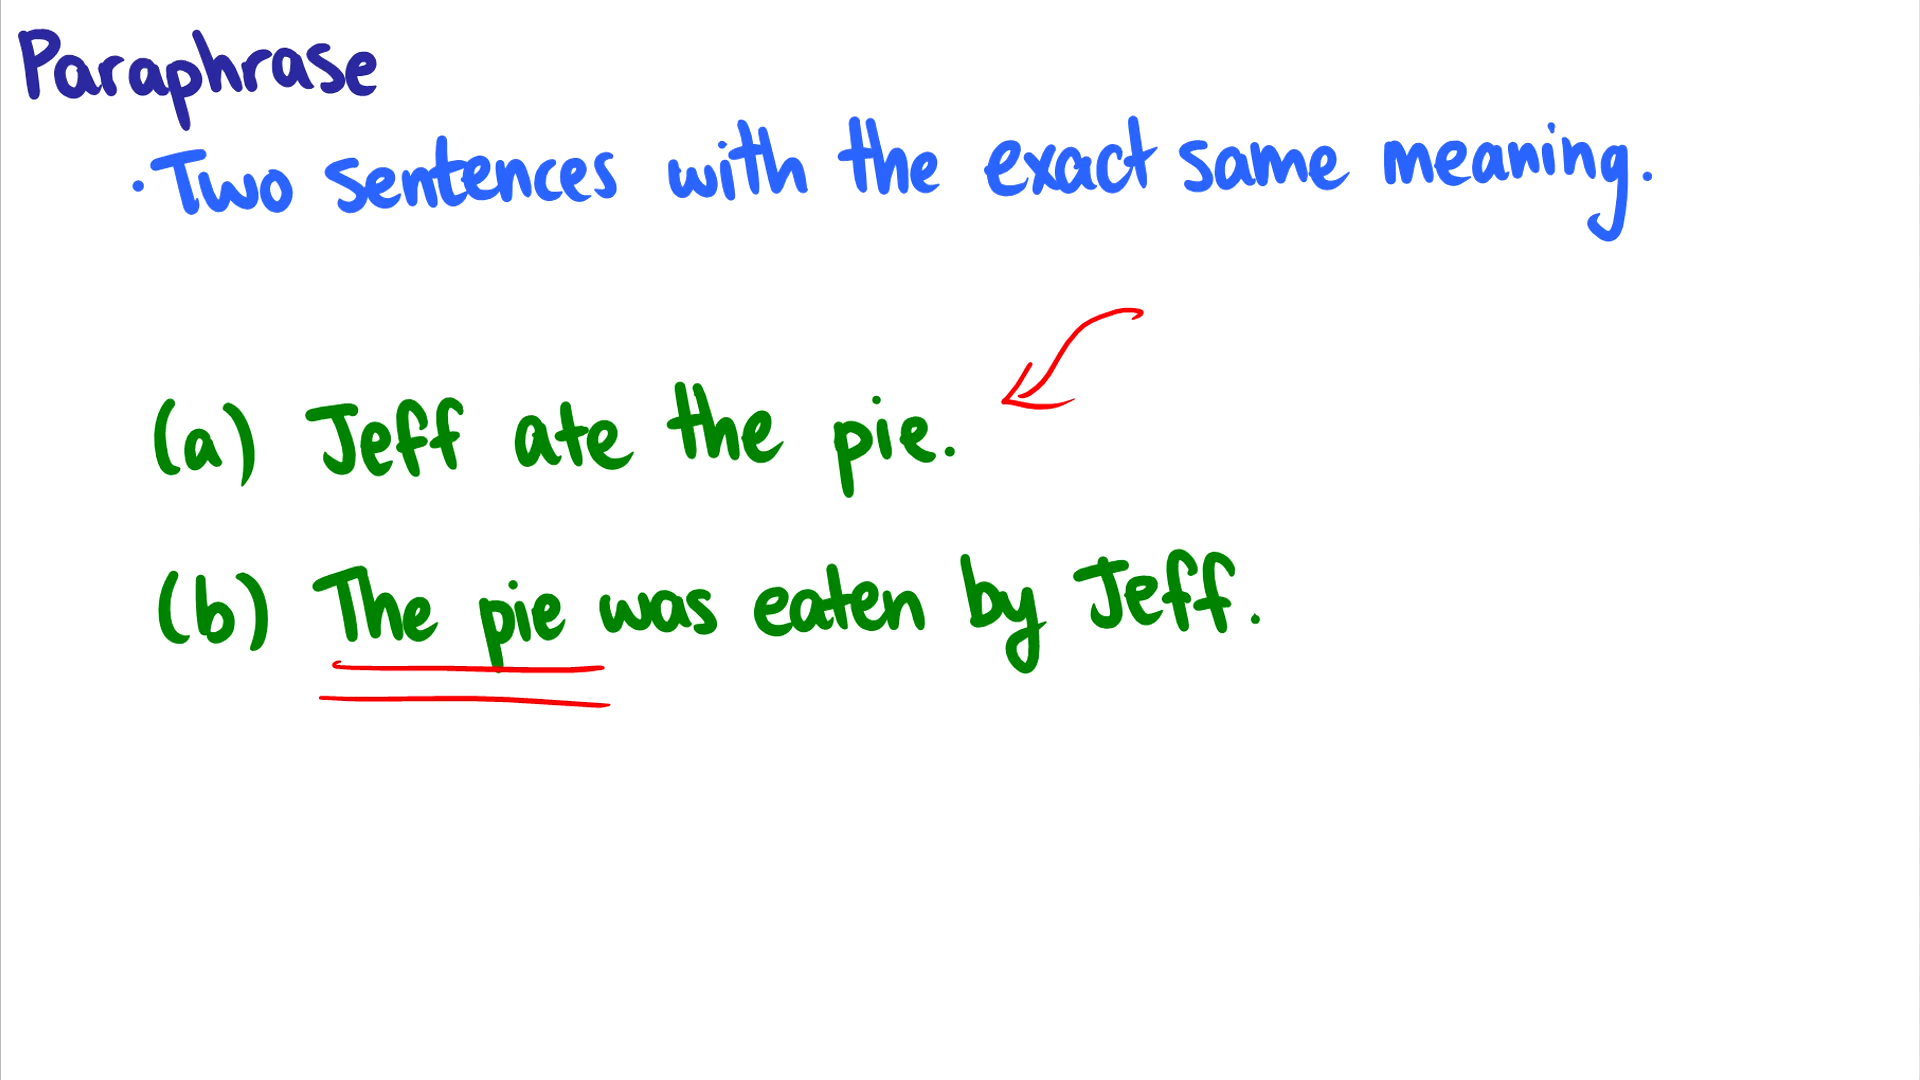 Paraphrase
· Two sentences with the exact same meaning.
(a) Jeff ate the pie.
(b) The pie was eaten by Jeff.